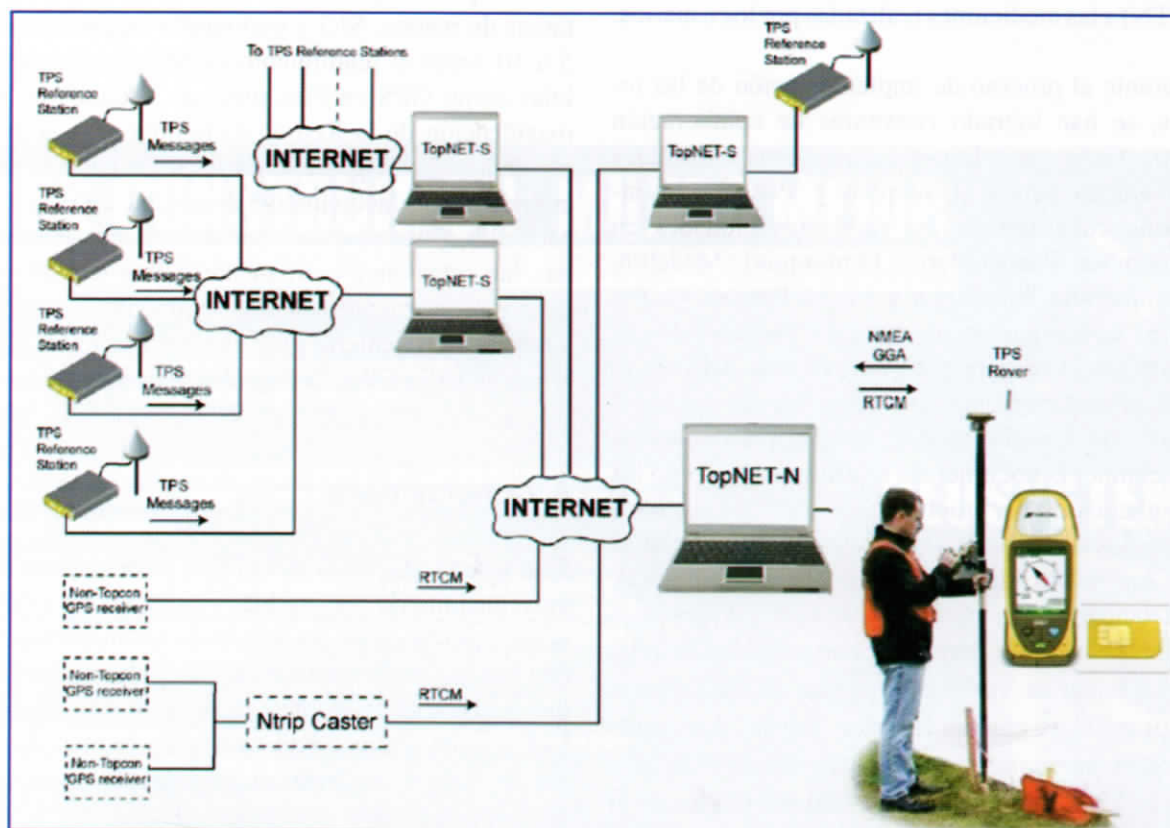 To TPS Reference Stations
TPS
Reference
Station
TPS
Messages
INTERNET
TopNET-S
TopNET-S
TPS
Reference
Station
TPS
Reference
Station
TPS
Messages
INTERNET
TopNET-S
TPS
Reference
Station
TPS
Messages
NMEA
GGA
RTCM
TPS
Rover
TPS
Reference
Station
TPS
Messages
INTERNET
TopNET-N
Non-Topcon
GPS receiver
RTCM
Non-Topcon
GPS receiver
Ntrip Caster
RTCM
Non-Topcon
GPS receiver